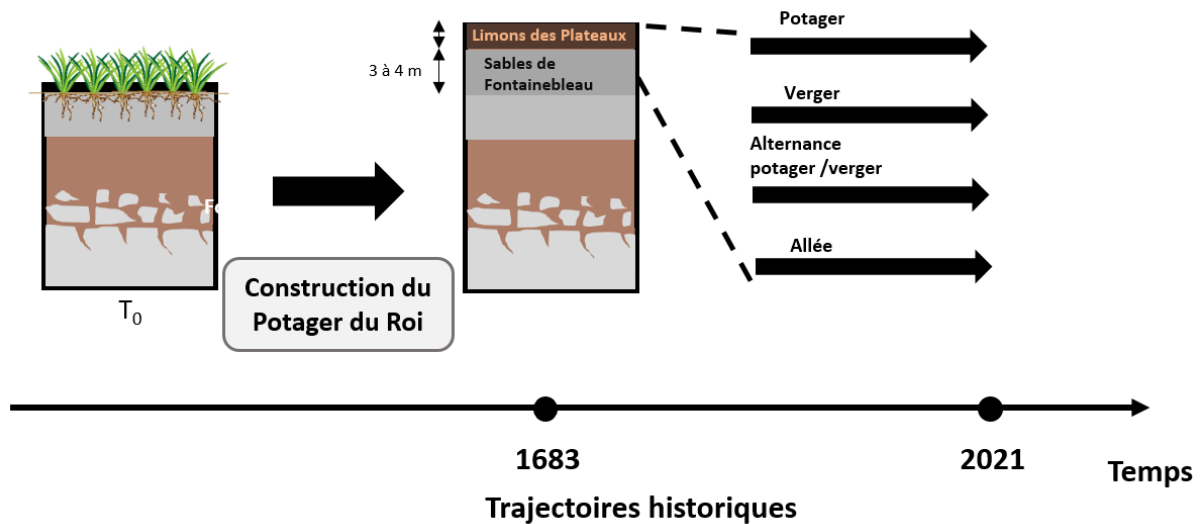 Limons des Plateaux
3 à 4 m
Sables de
Fontainebleau
Potager
Verger
Alternance
potager /verger
Allée
T₀
Construction du
Potager du Roi
1683
2021
Temps
Trajectoires historiques